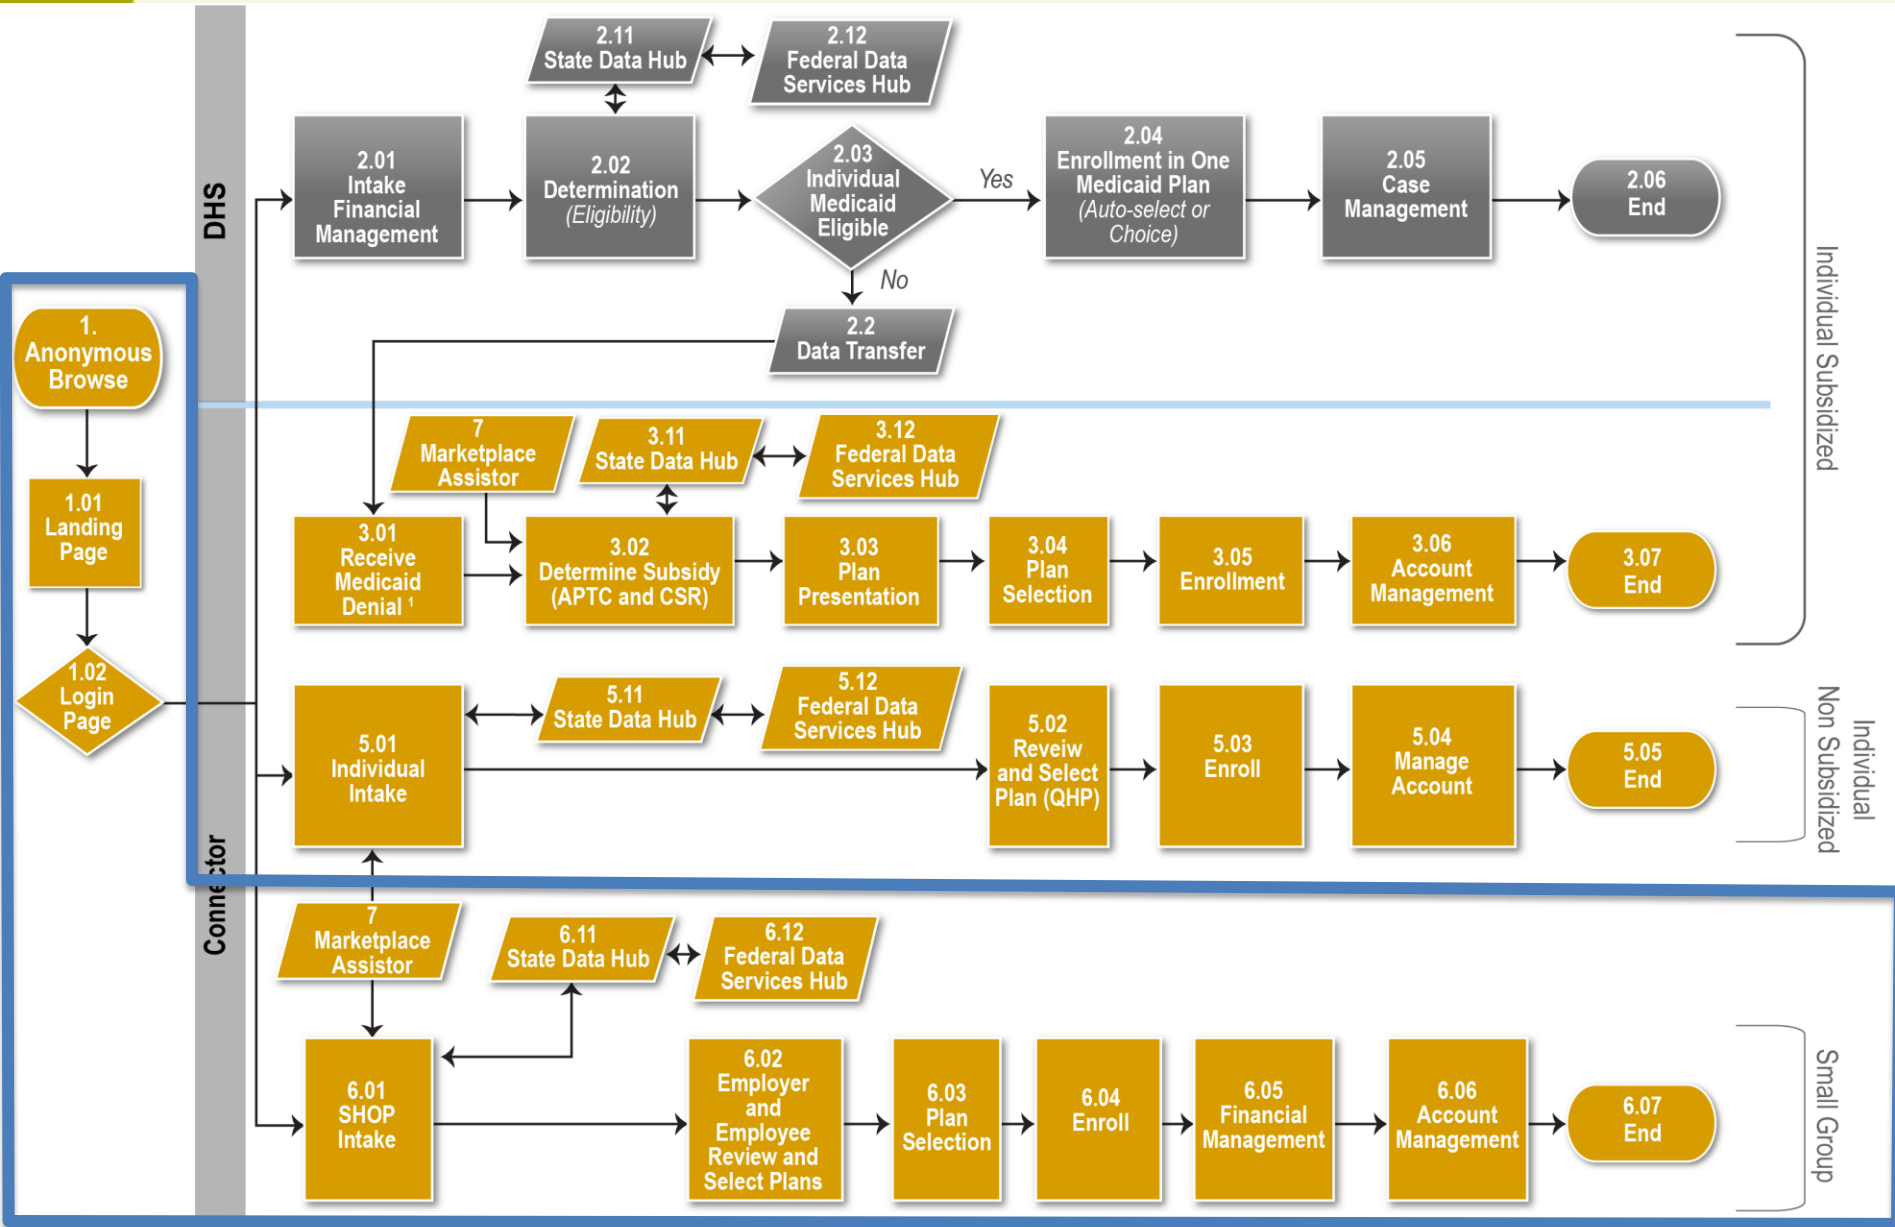 DHS
Connector
1.
Anonymous
Browse
1.01
Landing
Page
1.02
Login
Page
2.11
State Data Hub
2.12
Federal Data
Services Hub
2.01
Intake
Financial
Management
2.02
Determination
(Eligibility)
2.03
Individual
Medicaid
Eligible
Yes
No
2.04
Enrollment in One
Medicaid Plan
(Auto-select or
Choice)
2.05
Case
Management
2.06
End
2.2
Data Transfer
Individual Subsidized
7
Marketplace
Assistor
3.11
State Data Hub
3.12
Federal Data
Services Hub
3.01
Receive
Medicaid
Denial 1
3.02
Determine Subsidy
(APTC and CSR)
3.03
Plan
Presentation
3.04
Plan
Selection
3.05
Enrollment
3.06
Account
Management
3.07
End
5.01
Individual
Intake
5.11
State Data Hub
5.12
Federal Data
Services Hub
5.02
Reveiw
and Select
Plan (QHP)
5.03
Enroll
5.04
Manage
Account
5.05
End
Individual
Non Subsidized
7
Marketplace
Assistor
6.11
State Data Hub
6.12
Federal Data
Services Hub
6.01
SHOP
Intake
6.02
Employer
and
Employee
Review and
Select Plans
6.03
Plan
Selection
6.04
Enroll
6.05
Financial
Management
6.06
Account
Management
6.07
End
Small Group